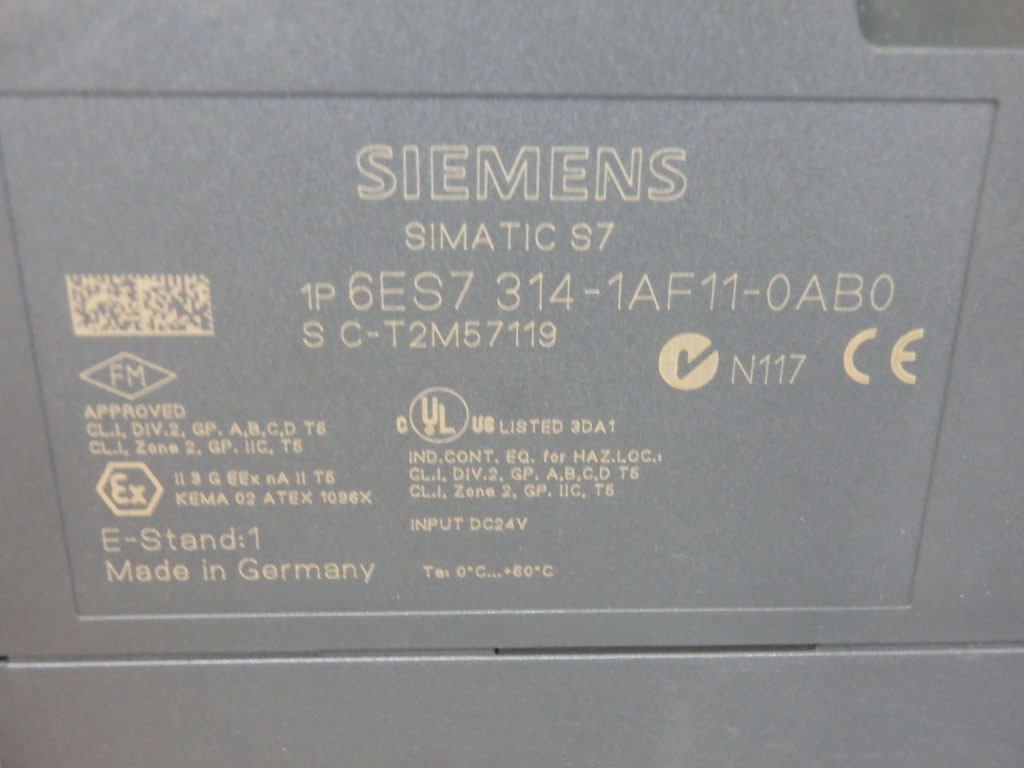 SIEMENS
SIMATIC S7
1P 6ES7 314-1AF11-0AB0
S C-T2M57119
N117 CE
FM
APPROVED
CL.I, DIV.2, GP. A,B,C,D T5
CL.I, Zone 2, GP. IIC, T5
Ex
II 3 G EEx nA II T5
KEMA 02 ATEX 1096X
E-Stand:1
Made in Germany
C UL US LISTED 3DA1
IND.CONT. EQ. for HAZ.LOC.:
CL.I, DIV.2, GP. A,B,C,D T5
CL.I, Zone 2, GP. IIC, T5
INPUT DC24V
Ta: 0°C...+60°C